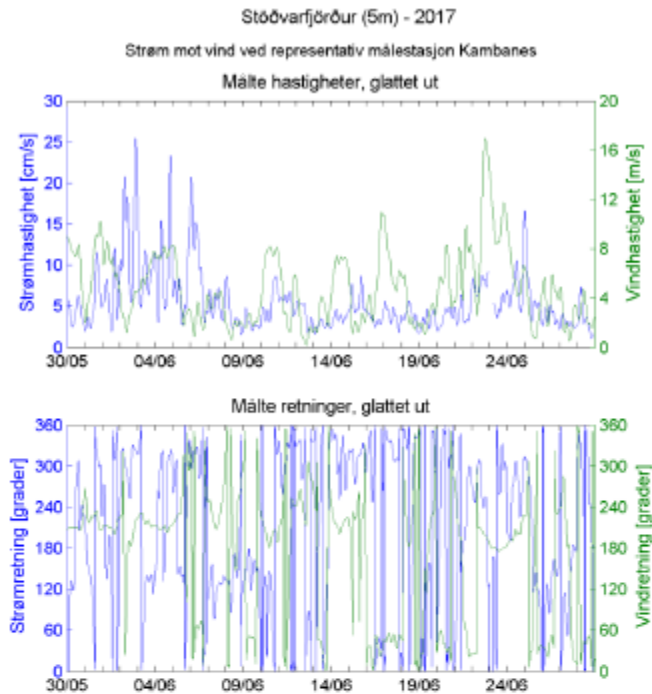 Stöðvarfjörður (5m) - 2017
Strøm mot vind ved representativ målestasjon Kambanes
Målte hastigheter, glattet ut
Strømhastighet [cm/s]
30
25
20
15
10
5
0
Vindhastighet [m/s]
20
16
12
8
4
0
30/05 04/06 09/06 14/06 19/06 24/06
Målte retninger, glattet ut
Strømretning [grader]
360
300
240
180
120
60
0
Vindretning [grader]
360
300
240
180
120
60
0
30/05 04/06 09/06 14/06 19/06 24/06